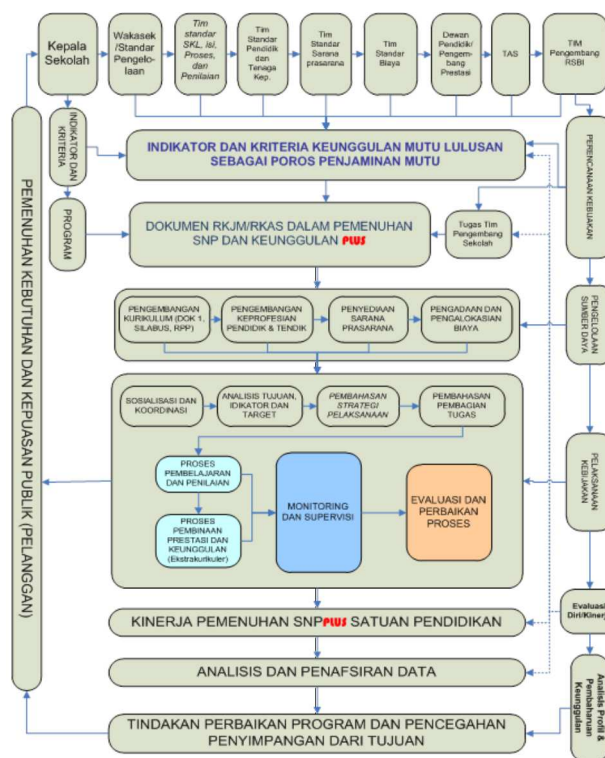 Kepala
Sekolah
Wakasek
/Standar
Pengelo-
laan
Tim
standar
SKL, isi,
Proses,
dan
Penilaian
Tim
Standar
Pendidik
dan
Tenaga
Kep.
Tim
Standar
Sarana
prasarana
Tim
Standar
Biaya
Dewan
Pendidik/
Pengem-
bang
Prestasi
TAS
TIM
Pengembang
RSBI
INDIKATOR DAN
KRITERIA
INDIKATOR DAN KRITERIA KEUNGGULAN MUTU LULUSAN
SEBAGAI POROS PENJAMINAN MUTU
PERENCANAAN
KEBIJAKAN
PROGRAM
DOKUMEN RKJM/RKAS DALAM PEMENUHAN
SNP DAN KEUNGGULAN PLUS
Tugas Tim
Pengembang
Sekolah
PEMENUHAN KEBUTUHAN DAN KEPUASAN PUBLIK (PELANGGAN)
PENGEMBANGAN
KURIKULUM (DOK 1,
SILABUS, RPP)
PENGEMBANGAN
KEPROFESIAN
PENDIDIK & TENDIK
PENYEDIAAN
SARANA
PRASARANA
PENGADAAN DAN
PENGALOKASIAN
BIAYA
PENGELOLAAN
SUMBER DAYA
SOSIALISASI DAN
KOORDINASI
ANALISIS TUJUAN,
IDIKATOR DAN
TARGET
PEMBAHASAN
STRATEGI
PELAKSANAAN
PEMBAHASAN
PEMBAGIAN
TUGAS
PROSES
PEMBELAJARAN
DAN PENILAIAN
PROSES
PEMBINAAN
PRESTASI DAN
KEUNGGULAN
(Ekstrakurikuler)
MONITORING
DAN SUPERVISI
EVALUASI DAN
PERBAIKAN
PROSES
PELAKSANAAN
KEBIJAKAN
KINERJA PEMENUHAN SNP PLUS SATUAN PENDIDIKAN
Evaluasi
Diri/Kinerj
ANALISIS DAN PENAFSIRAN DATA
Analisis Profil &
Pembaharuan
Keunggulan
TINDAKAN PERBAIKAN PROGRAM DAN PENCEGAHAN
PENYIMPANGAN DARI TUJUAN